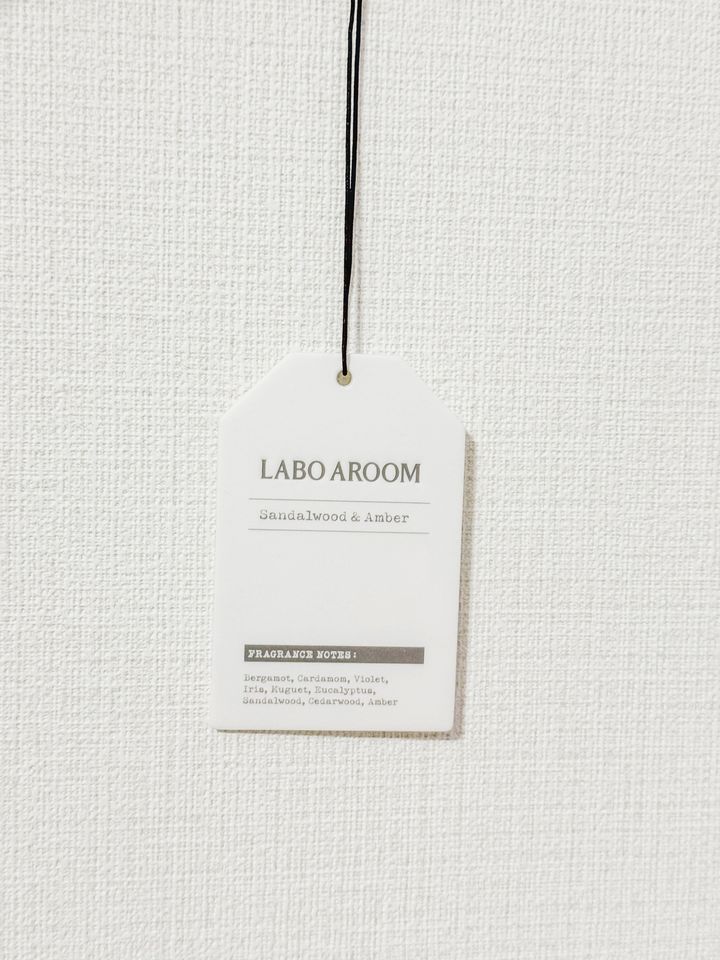 LABO AROOM
Sandalwood & Amber
FRAGRANCE NOTES:
Bergamot, Cardamom, Violet,
Iris, Muguet, Eucalyptus,
Sandalwood, Cedarwood, Amber